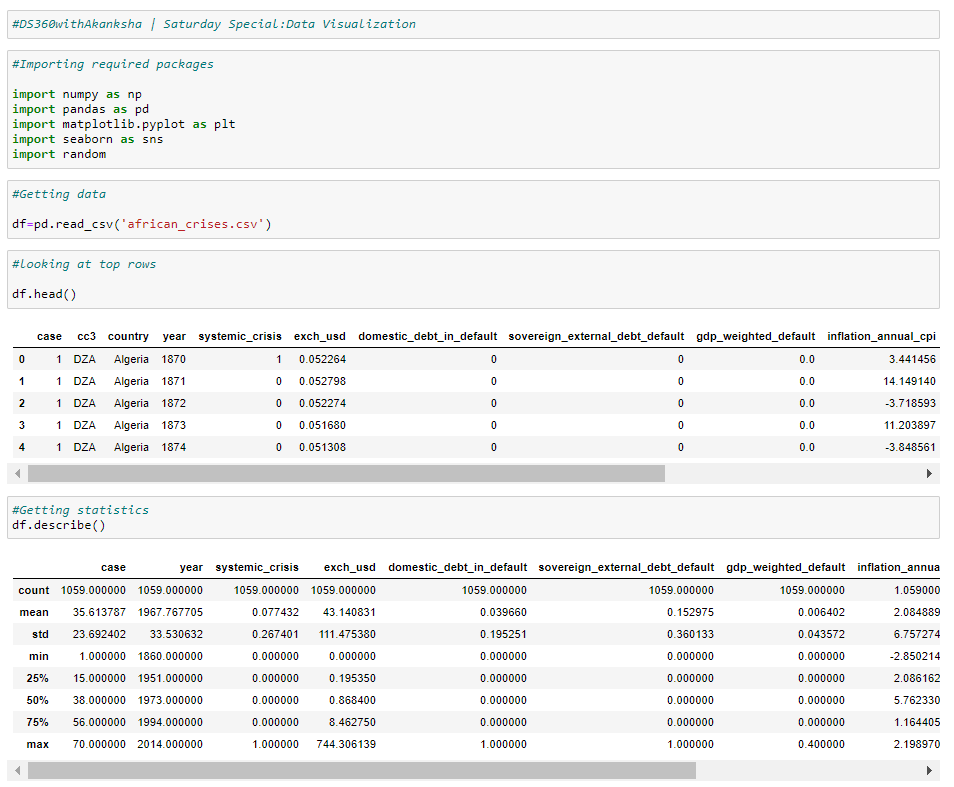 #DS360withAkanksha | Saturday Special:Data Visualization
#Importing required packages
import numpy as np
import pandas as pd
import matplotlib.pyplot as plt
import seaborn as sns
import random
#Getting data
df=pd.read_csv('african_crises.csv')
#looking at top rows
df.head()
case cc3 country year systemic_crisis exch_usd domestic_debt_in_default sovereign_external_debt_default gdp_weighted_default inflation_annual_cpi
0 1 DZA Algeria 1870 1 0.052264 0 0 0.0 3.441456
1 1 DZA Algeria 1871 0 0.052798 0 0 0.0 14.149140
2 1 DZA Algeria 1872 0 0.052274 0 0 0.0 -3.718593
3 1 DZA Algeria 1873 0 0.051680 0 0 0.0 11.203897
4 1 DZA Algeria 1874 0 0.051308 0 0 0.0 -3.848561
#Getting statistics
df.describe()
case year systemic_crisis exch_usd domestic_debt_in_default sovereign_external_debt_default gdp_weighted_default inflation_annua
count 1059.000000 1059.000000 1059.000000 1059.000000 1059.000000 1059.000000 1059.000000 1.059000
mean 35.613787 1967.767705 0.077432 43.140831 0.039660 0.152975 0.006402 2.084889
std 23.692402 33.530632 0.267401 111.475380 0.195251 0.360133 0.043572 6.757274
min 1.000000 1860.000000 0.000000 0.000000 0.000000 0.000000 0.000000 -2.850214
25% 15.000000 1951.000000 0.000000 0.195350 0.000000 0.000000 0.000000 2.086162
50% 38.000000 1973.000000 0.000000 0.868400 0.000000 0.000000 0.000000 5.762330
75% 56.000000 1994.000000 0.000000 8.462750 0.000000 0.000000 0.000000 1.164405
max 70.000000 2014.000000 1.000000 744.306139 1.000000 1.000000 0.400000 2.198970